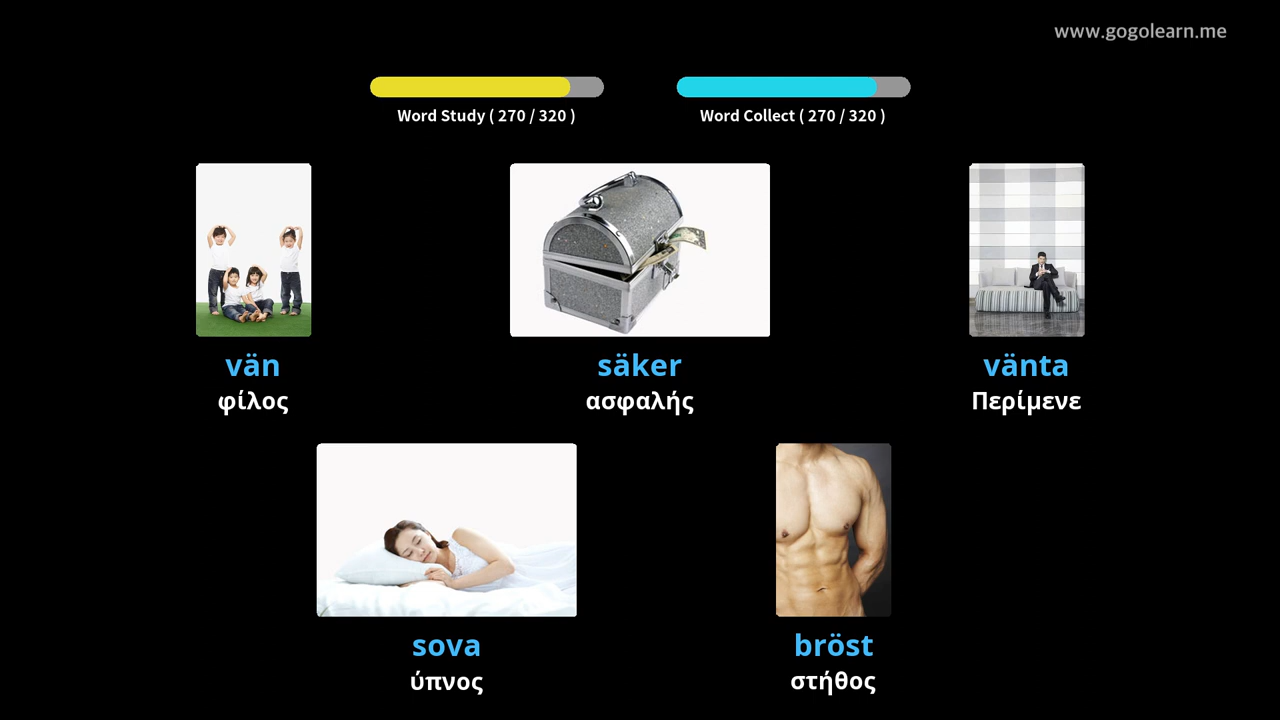 www.gogolearn.me
Word Study ( 270 / 320 )
Word Collect ( 270 / 320 )
vän
φίλος
säker
ασφαλής
vänta
Περίμενε
sova
ύπνος
bröst
στήθος